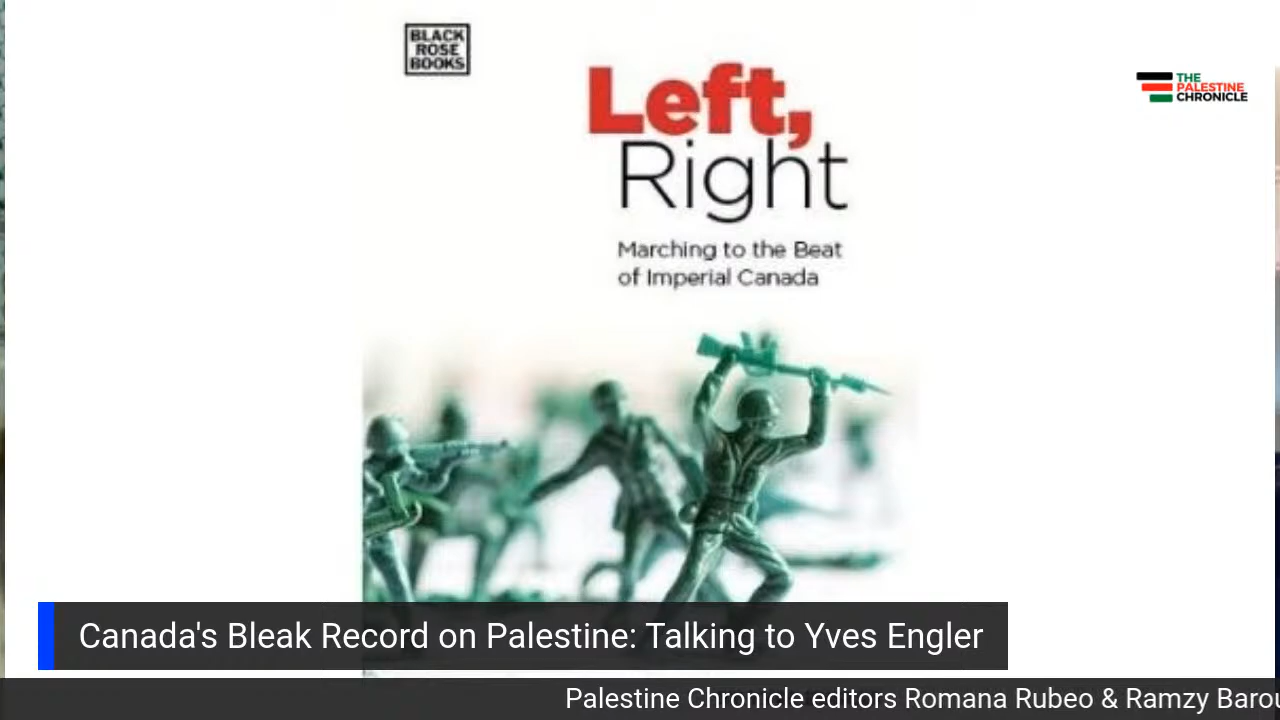 BLACK
ROSE
BOOKS
THE
PALESTINE
CHRONICLE
Left,
Right
Marching to the Beat
of Imperial Canada
Canada's Bleak Record on Palestine: Talking to Yves Engler
Palestine Chronicle editors Romana Rubeo & Ramzy Barou